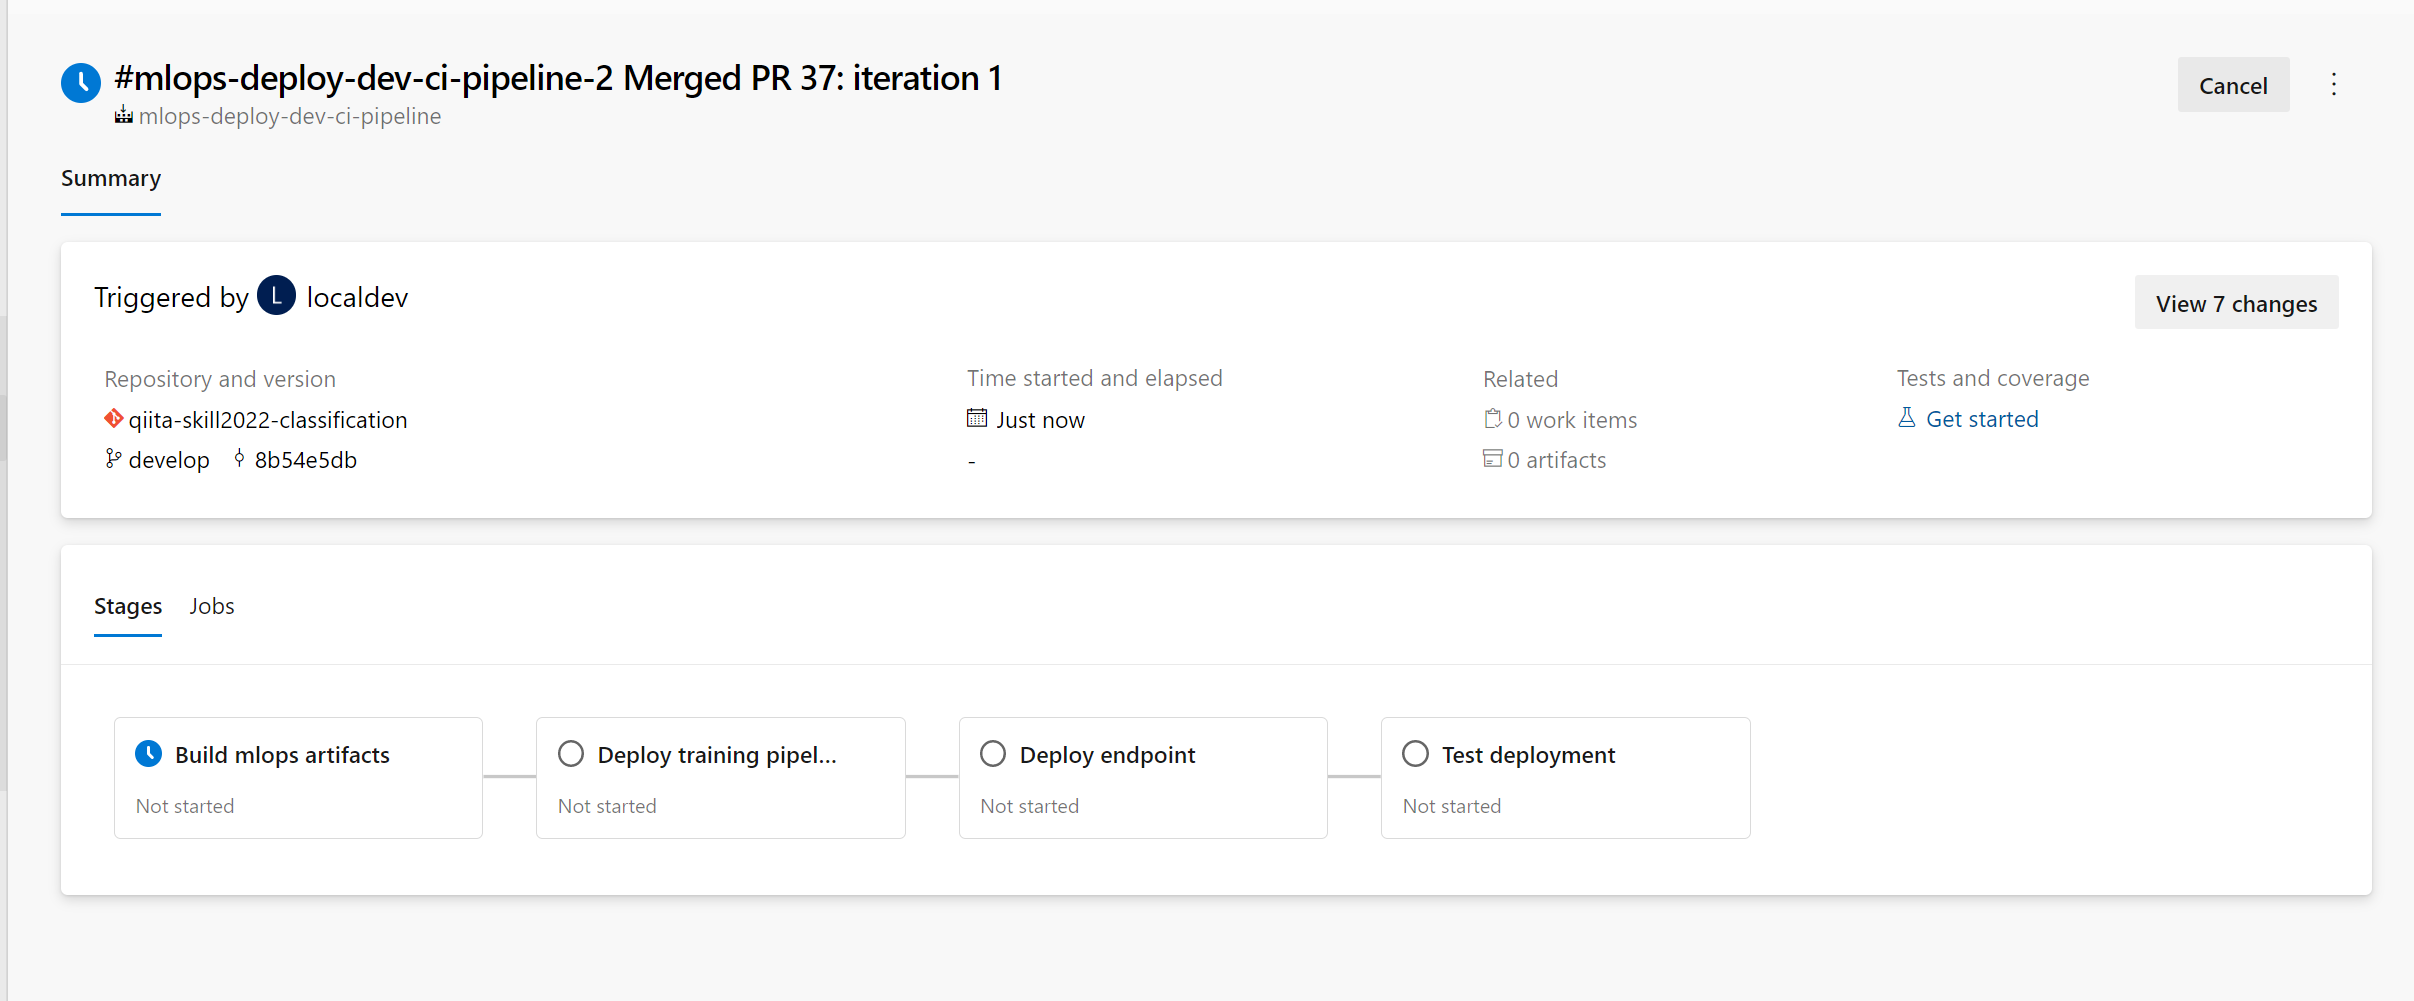 #mlops-deploy-dev-ci-pipeline-2 Merged PR 37: iteration 1
mlops-deploy-dev-ci-pipeline
Cancel
Summary
Triggered by L localdev
View 7 changes
Repository and version
qiita-skill2022-classification
develop 8b54e5db
Time started and elapsed
Just now
-
Related
0 work items
0 artifacts
Tests and coverage
Get started
Stages Jobs
Build mlops artifacts
Not started
Deploy training pipel...
Not started
Deploy endpoint
Not started
Test deployment
Not started